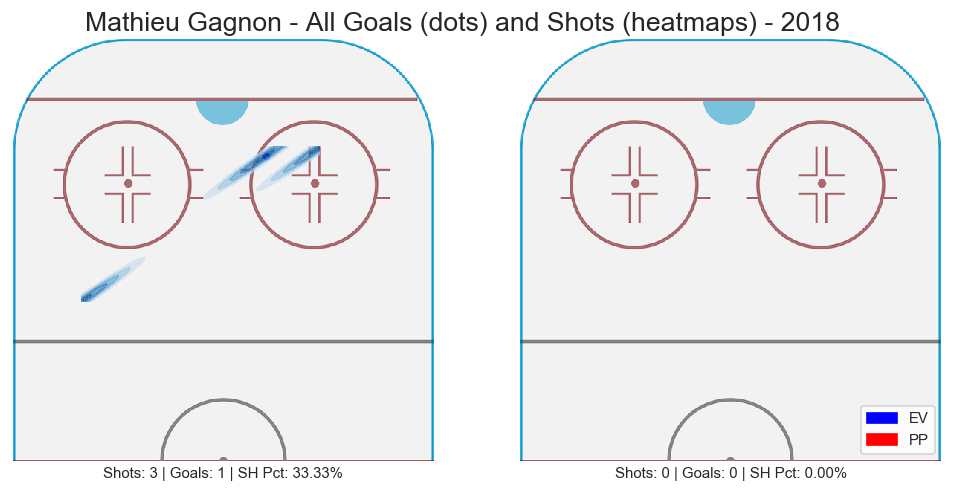 Mathieu Gagnon - All Goals (dots) and Shots (heatmaps) - 2018
EV
PP
Shots: 3 | Goals: 1 | SH Pct: 33.33%
Shots: 0 | Goals: 0 | SH Pct: 0.00%